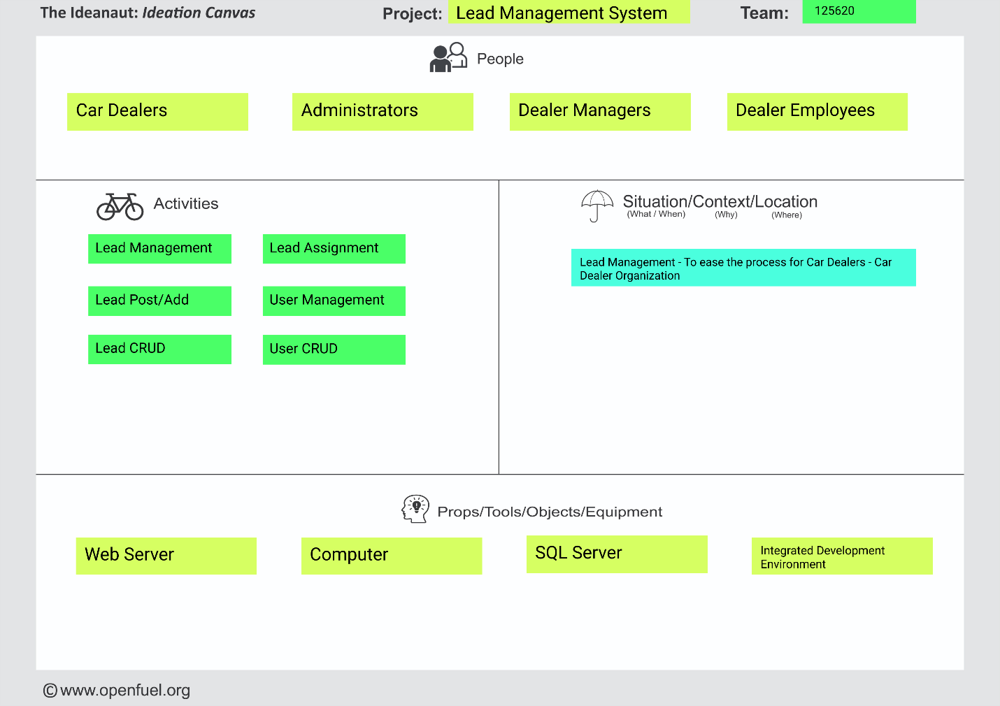 The Ideanaut: Ideation Canvas
Project: Lead Management System
Team: 125620
People
Car Dealers
Administrators
Dealer Managers
Dealer Employees
Activities
Lead Management
Lead Assignment
Lead Post/Add
User Management
Lead CRUD
User CRUD
Situation/Context/Location
(What / When) (Why) (Where)
Lead Management - To ease the process for Car Dealers - Car
Dealer Organization
Props/Tools/Objects/Equipment
Web Server
Computer
SQL Server
Integrated Development
Environment
©www.openfuel.org